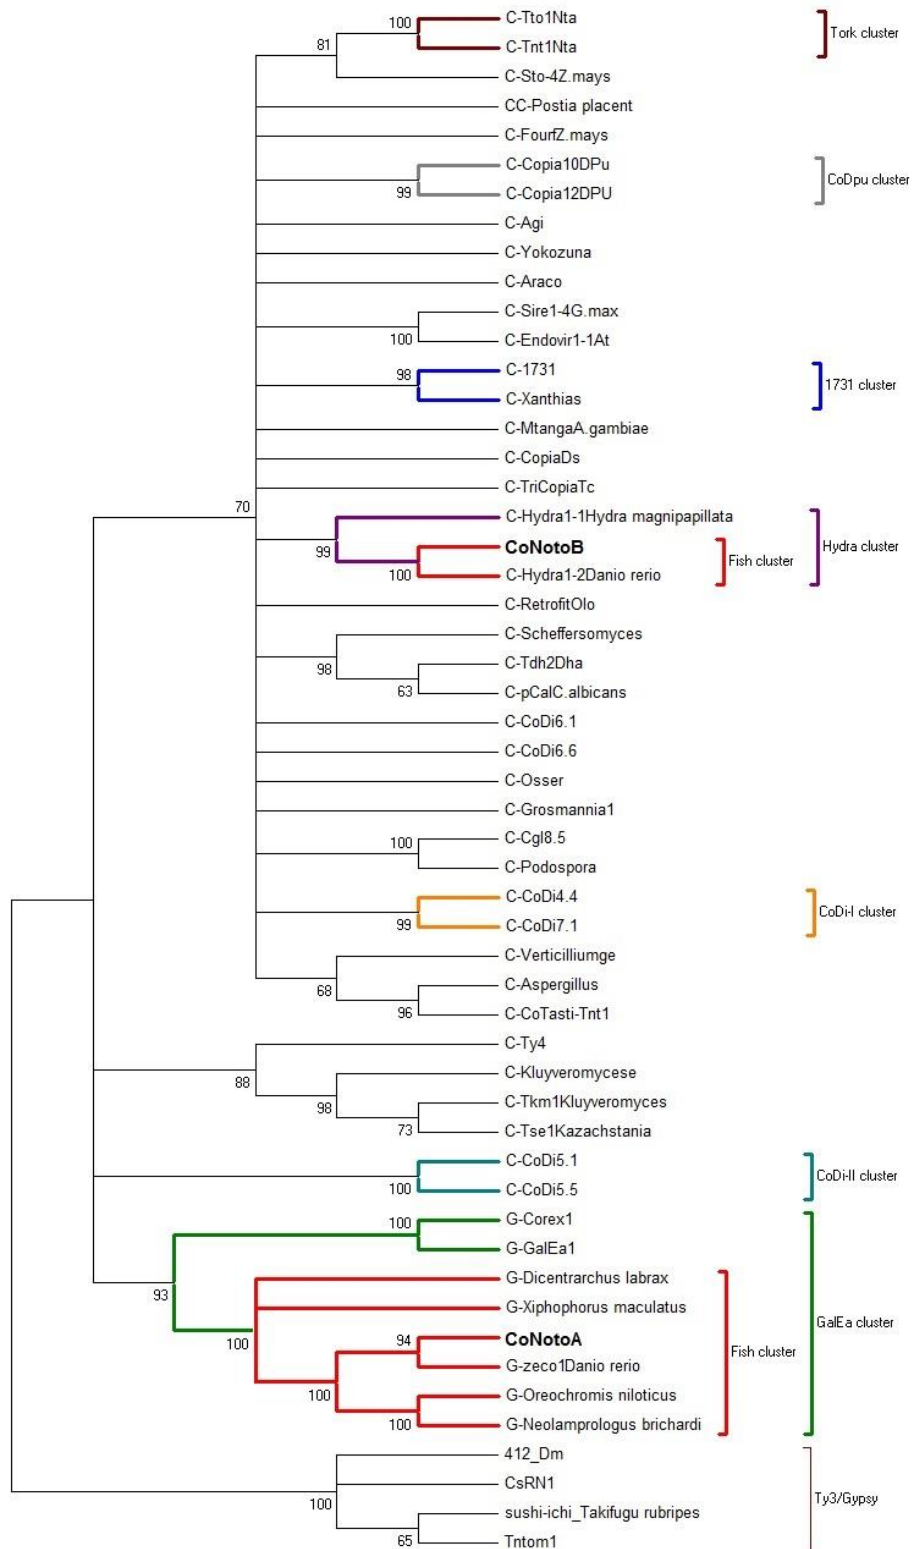 100
C-Tto1Nta
Tork cluster
81
C-Tnt1Nta
C-Sto-4Z.mays
CC-Postia placent
C-FourfZ.mays
C-Copia10DPu
CoDpu cluster
99
C-Copia12DPU
C-Agi
C-Yokozuna
C-Araco
C-Sire1-4G.max
100
C-Endovir1-1At
98
C-1731
1731 cluster
C-Xanthias
C-MtangaA.gambiae
C-CopiaDs
C-TriCopiaTc
70
C-Hydra1-1Hydra magnipapillata
99
CoNotoB
Fish cluster
Hydra cluster
100
C-Hydra1-2Danio rerio
C-RetrofitOlo
C-Scheffersomyces
98
C-Tdh2Dha
63
C-pCalC.albicans
C-CoDi6.1
C-CoDi6.6
C-Osser
C-Grosmannia1
100
C-Cgl8.5
C-Podospora
C-CoDi4.4
CoDi-I cluster
99
C-CoDi7.1
C-Verticilliumge
68
C-Aspergillus
96
C-CoTasti-Tnt1
C-Ty4
88
C-Kluyveromycese
98
C-Tkm1Kluyveromyces
73
C-Tse1Kazachstania
C-CoDi5.1
CoDi-II cluster
100
C-CoDi5.5
100
G-Corex1
G-GalEa1
93
G-Dicentrarchus labrax
G-Xiphophorus maculatus
GalEa cluster
100
94
CoNotoA
Fish cluster
G-zeco1Danio rerio
100
G-Oreochromis niloticus
100
G-Neolamprologus brichardi
412_Dm
100
CsRN1
Ty3/Gypsy
sushi-ichi_Takifugu rubripes
65
Tntom1